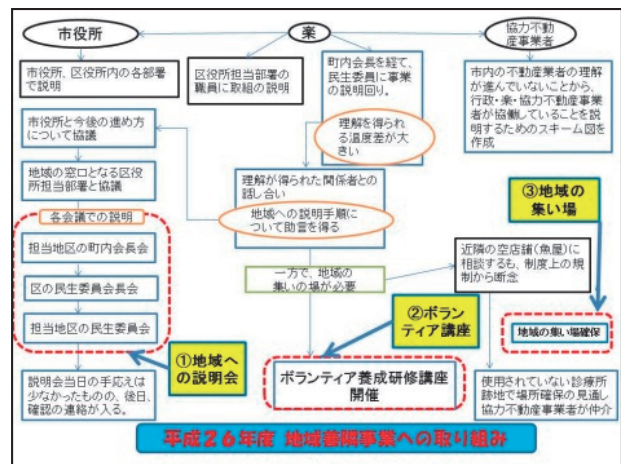 市役所
楽
協力不動
産事業者
市役所、区役所内の各部署
で説明
区役所担当部署の
職員に取組の説明
町内会長を経て、
民生委員に事業
の説明回り。
理解を得られ
る温度差が大
きい
市内の不動産業者の理解
が進んでいないことから、
行政・楽・協力不動産事業
者が協働していることを説
明するためのスキーム図を
作成
市役所と今後の進め方
について協議
地域の窓口となる区役
所担当部署と協議
各会議での説明
担当地区の町内会長会
区の民生委員会長会
担当地区の民生委員会
①地域へ
の説明会
説明会当日の手応えは
少なかったものの、後日、
確認の連絡が入る。
理解が得られた関係者との
話し合い
地域への説明手順に
ついて助言を得る
一方で、地域の
集いの場が必要
②ボラン
ティア講座
ボランティア養成研修講座
開催
③地域の
集い場
近隣の空店舗(魚屋)に
相談するも、制度上の規
制から断念
地域の集い場確保
使用されていない診療所
跡地で場所確保の見通し
協力不動産事業者が仲介
平成26年度 地域善隣事業への取り組み